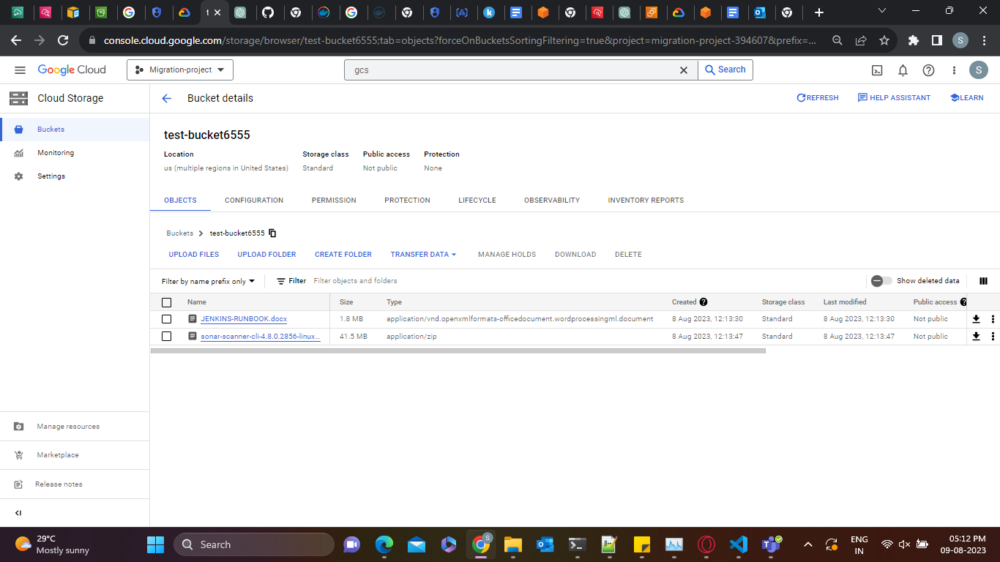 console.cloud.google.com/storage/browser/test-bucket6555;tab=objects?forceOnBucketsSortingFiltering=true&project=migration-project-394607&prefix=...
S
Google Cloud
Migration-project
gcs
Search
S
Cloud Storage
Bucket details
REFRESH
HELP ASSISTANT
LEARN
Buckets
Monitoring
Settings
test-bucket6555
Location Storage class Public access Protection
us (multiple regions in United States) Standard Not public None
OBJECTS CONFIGURATION PERMISSION PROTECTION LIFECYCLE OBSERVABILITY INVENTORY REPORTS
Buckets > test-bucket6555
UPLOAD FILES UPLOAD FOLDER CREATE FOLDER TRANSFER DATA MANAGE HOLDS DOWNLOAD DELETE
Filter by name prefix only Filter Filter objects and folders Show deleted data
Name Size Type Created Storage class Last modified Public access
JENKINS-RUNBOOK.docx 1.8 MB application/vnd.openxmlformats-officedocument.wordprocessingml.document 8 Aug 2023, 12:13:30 Standard 8 Aug 2023, 12:13:30 Not public
sonar-scanner-cli-4.8.0.2856-linux... 41.5 MB application/zip 8 Aug 2023, 12:13:47 Standard 8 Aug 2023, 12:13:47 Not public
Manage resources
Marketplace
Release notes
29°C
Mostly sunny
Search
S
ENG
IN
05:12 PM
09-08-2023